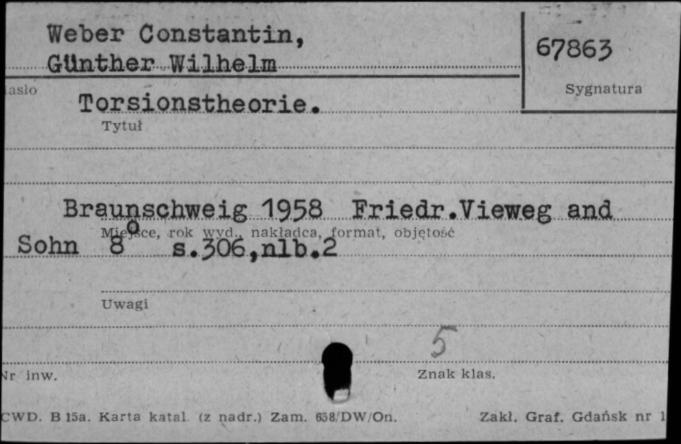 Weber Constantin,
Günther Wilhelm
67863
Sygnatura
Torsionstheorie.
Tytuł
Braunschweig 1958 Friedr.Vieweg and
Miejsce, rok wyd., nakładca, format, objętość
Sohn 8° s.306,nlb.2
Uwagi
5
Nr inw. Znak klas.
CWD. B 15a. Karta katal. (z nadr.) Zam. 658/DW/On. Zakł. Graf. Gdańsk nr 1